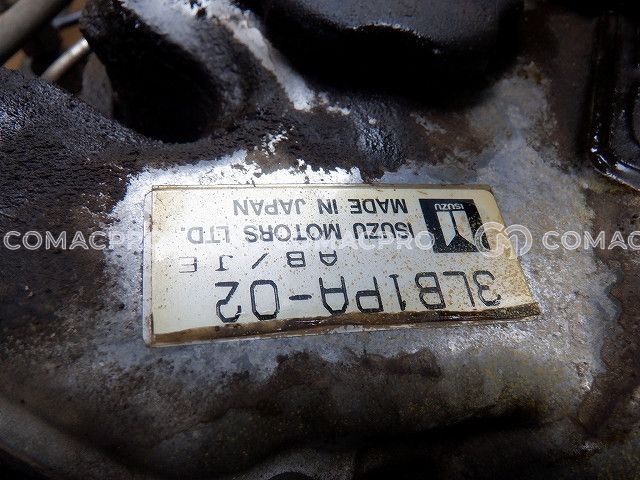 3LB1PA-02
AB/JE
ISUZU MOTORS LTD.
MADE IN JAPAN
ISUZU
COMACPRO
COMACPRO